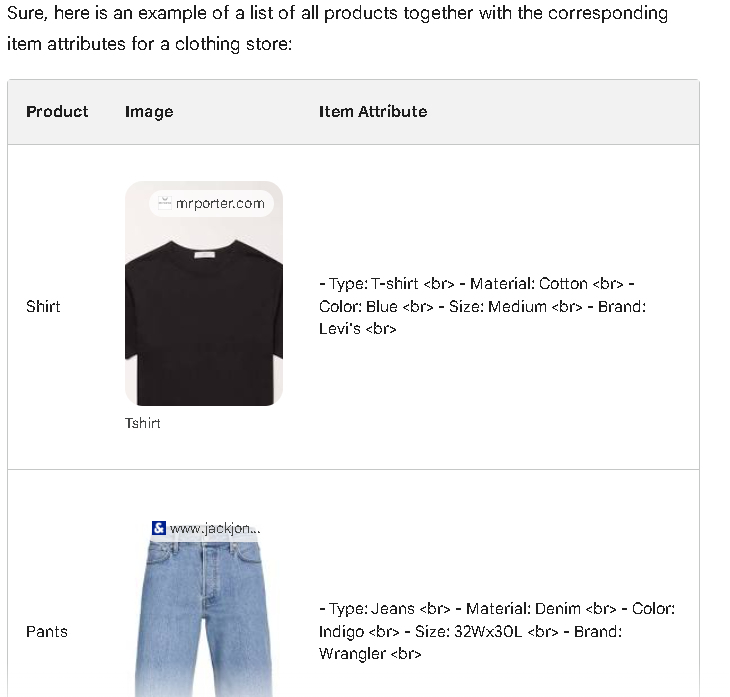 Sure, here is an example of a list of all products together with the corresponding
item attributes for a clothing store:
Product Image Item Attribute
mrporter.com
- Type: T-shirt <br> - Material: Cotton <br> -
Shirt Color: Blue <br> - Size: Medium <br> - Brand:
Levi's <br>
Tshirt
& www.jackjon...
- Type: Jeans <br> - Material: Denim <br> - Color:
Pants Indigo <br> - Size: 32Wx30L <br> - Brand:
Wrangler <br>